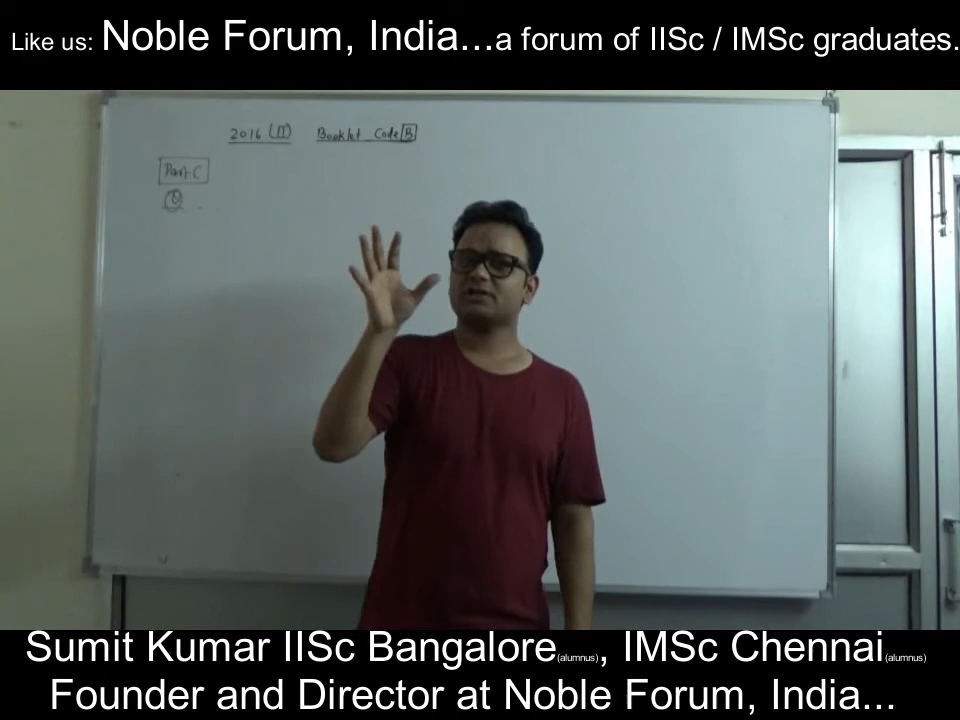 Like us: Noble Forum, India...a forum of IISc / IMSc graduates.
2016 (II) Booklet Code B
Part-C
Sumit Kumar IISc Bangalore(alumnus), IMSc Chennai(alumnus)
Founder and Director at Noble Forum, India...